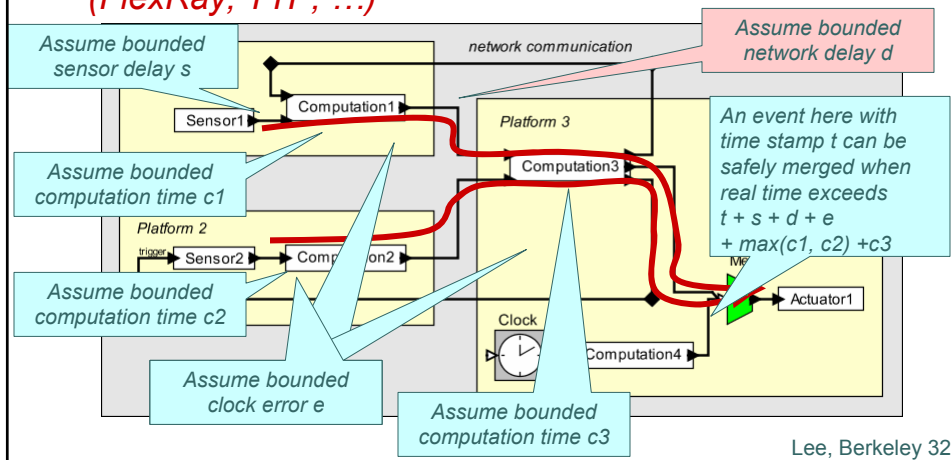 (FlexRay, TTP, …)
Assume bounded
sensor delay s
network communication
Assume bounded
network delay d
Sensor1
Computation1
Platform 3
An event here with
time stamp t can be
safely merged when
real time exceeds
t + s + d + e
+ max(c1, c2) +c3
Assume bounded
computation time c1
Computation3
Platform 2
trigger
Sensor2
Assume bounded
computation time c2
Actuator1
Clock
Computation4
Assume bounded
clock error e
Assume bounded
computation time c3
Lee, Berkeley 32